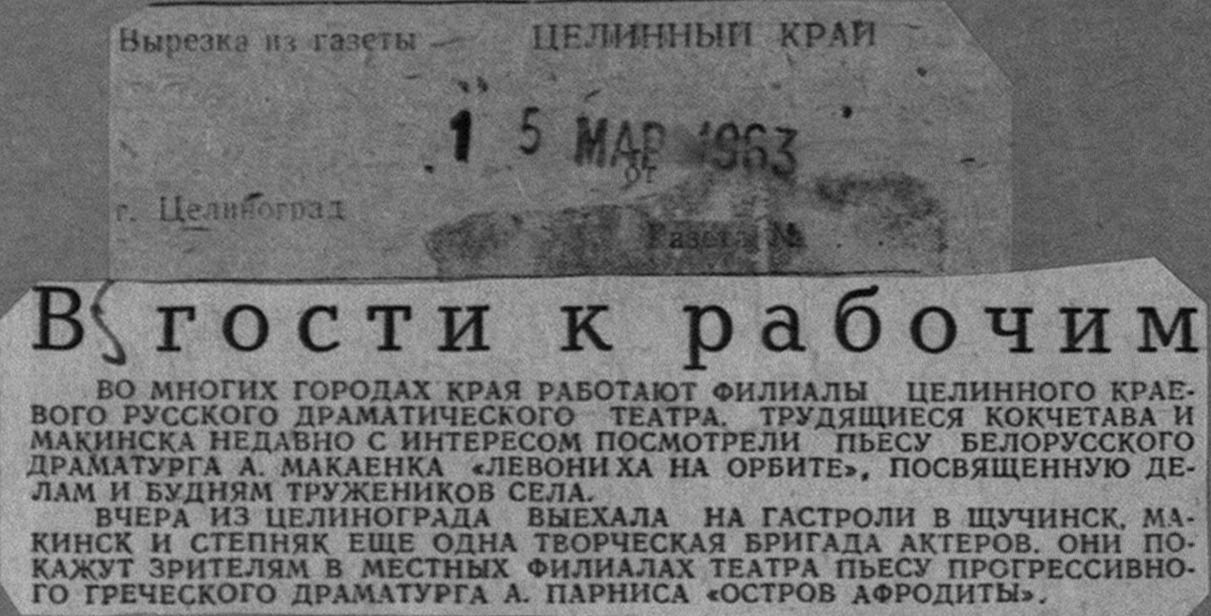 Вырезка из газеты ЦЕЛИННЫЙ КРАЙ
1 5 МАР 1963
от
г. Целиноград
Газета №
В гости к рабочим
ВО МНОГИХ ГОРОДАХ КРАЯ РАБОТАЮТ ФИЛИАЛЫ ЦЕЛИННОГО КРАЕ-
ВОГО РУССКОГО ДРАМАТИЧЕСКОГО ТЕАТРА. ТРУДЯЩИЕСЯ КОКЧЕТАВА И
МАКИНСКА НЕДАВНО С ИНТЕРЕСОМ ПОСМОТРЕЛИ ПЬЕСУ БЕЛОРУССКОГО
ДРАМАТУРГА А. МАКАЕНКА «ЛЕВОНИХА НА ОРБИТЕ», ПОСВЯЩЕННУЮ ДЕ-
ЛАМ И БУДНЯМ ТРУЖЕНИКОВ СЕЛА.
ВЧЕРА ИЗ ЦЕЛИНОГРАДА ВЫЕХАЛА НА ГАСТРОЛИ В ЩУЧИНСК, МА-
КИНСК И СТЕПНЯК ЕЩЕ ОДНА ТВОРЧЕСКАЯ БРИГАДА АКТЕРОВ. ОНИ ПО-
КАЖУТ ЗРИТЕЛЯМ В МЕСТНЫХ ФИЛИАЛАХ ТЕАТРА ПЬЕСУ ПРОГРЕССИВНО-
ГО ГРЕЧЕСКОГО ДРАМАТУРГА А. ПАРНИСА «ОСТРОВ АФРОДИТЫ».